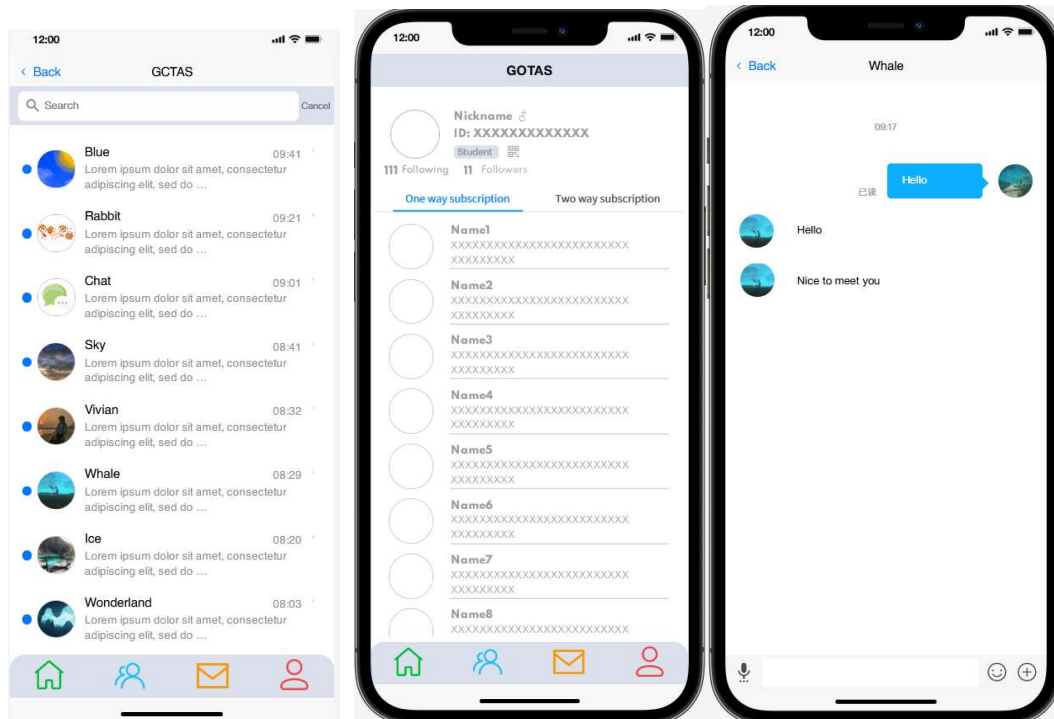 12:00
Back
GCTAS
Search
Cancel
Blue
09:41
Lorem ipsum dolor sit amet, consectetur
adipiscing elit, sed do ...
Rabbit
09:21
Lorem ipsum dolor sit amet, consectetur
adipiscing elit, sed do ...
Chat
09:01
Lorem ipsum dolor sit amet, consectetur
adipiscing elit, sed do ...
Sky
08:41
Lorem ipsum dolor sit amet, consectetur
adipiscing elit, sed do ...
Vivian
08:32
Lorem ipsum dolor sit amet, consectetur
adipiscing elit, sed do ...
Whale
08:29
Lorem ipsum dolor sit amet, consectetur
adipiscing elit, sed do ...
Ice
08:20
Lorem ipsum dolor sit amet, consectetur
adipiscing elit, sed do ...
Wonderland
08:03
Lorem ipsum dolor sit amet, consectetur
adipiscing elit, sed do ...
12:00
GOTAS
Nickname
ID: XXXXXXXXXXXXX
Student
111 Following 11 Followers
One way subscription Two way subscription
Name1
XXXXXXXXXXXXXXXXXXXXXXXXX
XXXXXXXXX
Name2
XXXXXXXXXXXXXXXXXXXXXXXXX
XXXXXXXXX
Name3
XXXXXXXXXXXXXXXXXXXXXXXXX
XXXXXXXXX
Name4
XXXXXXXXXXXXXXXXXXXXXXXXX
XXXXXXXXX
Name5
XXXXXXXXXXXXXXXXXXXXXXXXX
XXXXXXXXX
Name6
XXXXXXXXXXXXXXXXXXXXXXXXX
XXXXXXXXX
Name7
XXXXXXXXXXXXXXXXXXXXXXXXX
XXXXXXXXX
Name8
XXXXXXXXXXXXXXXXXXXXXXXXX
12:00
Back
Whale
09:17
Hello
已读
Hello
Nice to meet you